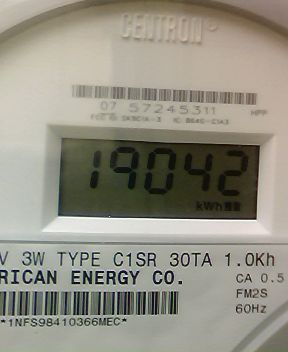 CENTRON®
07 57245311 HPP
19042
kWh
V 3W TYPE C1SR 30TA 1.0Kh
RICAN ENERGY CO. CA 0.5
FM2S
60Hz
*1NFS98410366MEC*